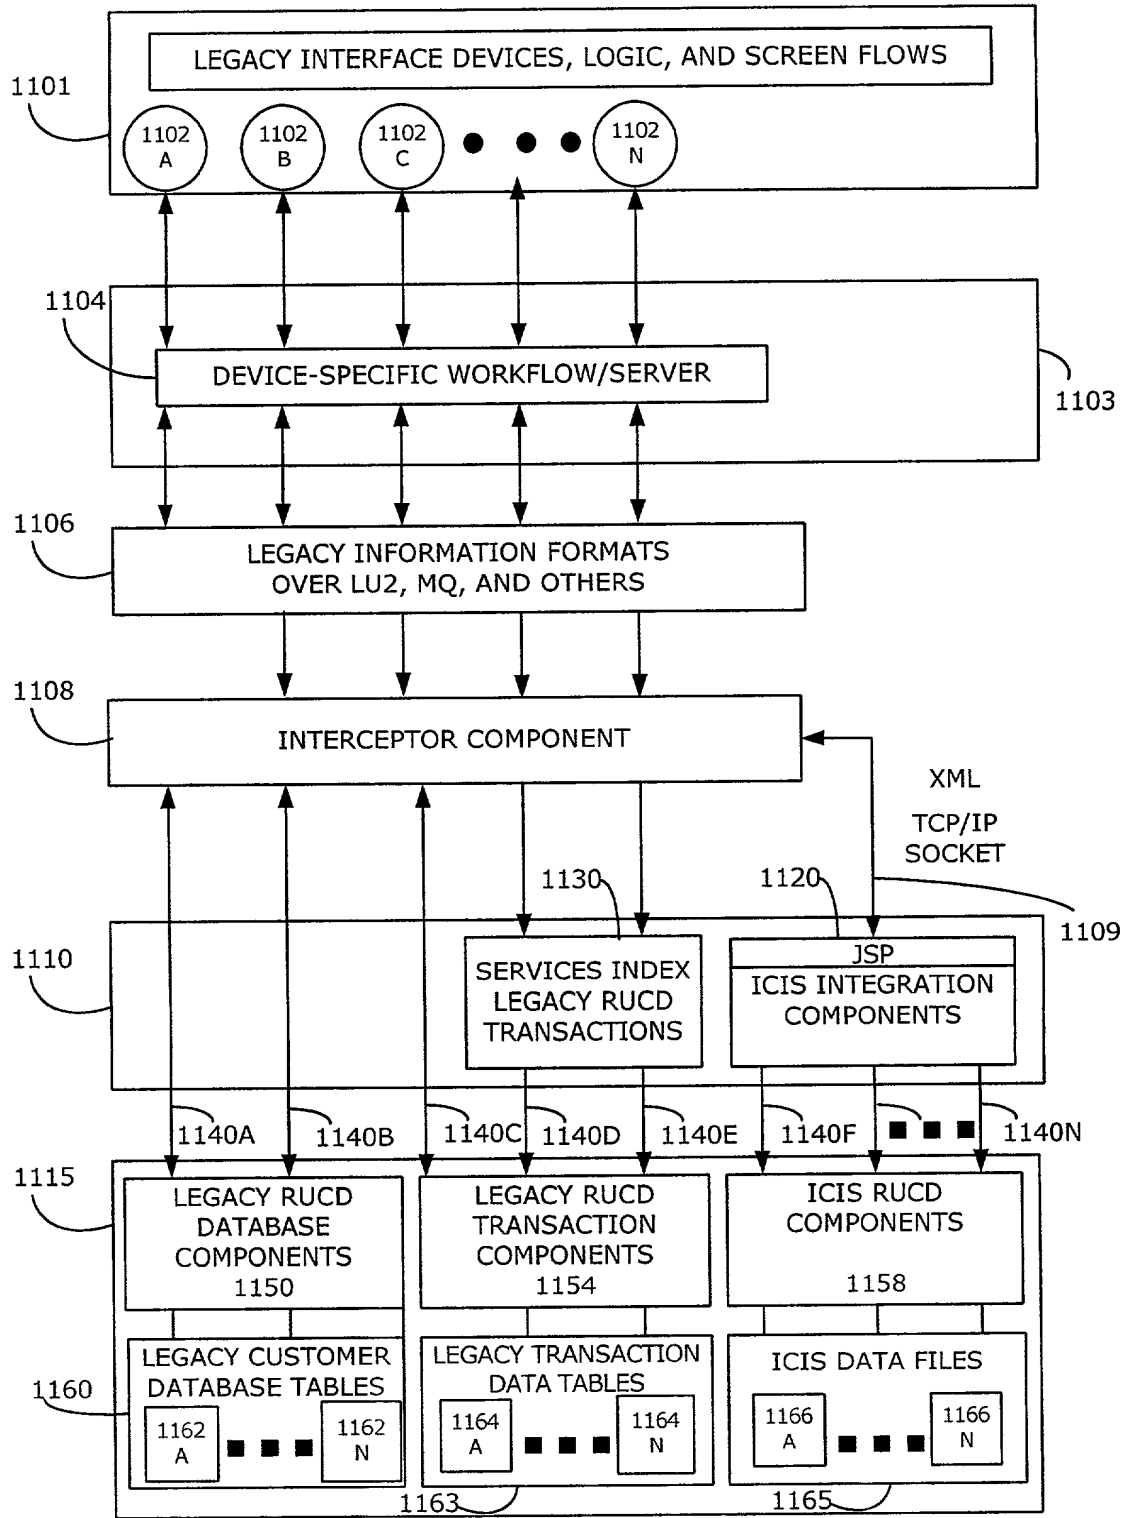 LEGACY INTERFACE DEVICES, LOGIC, AND SCREEN FLOWS
1101
1102
A
1102
B
1102
C
1102
N
1104
DEVICE-SPECIFIC WORKFLOW/SERVER
1103
1106
LEGACY INFORMATION FORMATS
OVER LU2, MQ, AND OTHERS
1108
INTERCEPTOR COMPONENT
XML
TCP/IP
SOCKET
1130
1120
1109
1110
SERVICES INDEX
LEGACY RUCD
TRANSACTIONS
JSP
ICIS INTEGRATION
COMPONENTS
1140A
1140B
1140C
1140D
1140E
1140F
1140N
1115
LEGACY RUCD
DATABASE
COMPONENTS
1150
LEGACY RUCD
TRANSACTION
COMPONENTS
1154
ICIS RUCD
COMPONENTS
1158
1160
LEGACY CUSTOMER
DATABASE TABLES
1162
A
1162
N
LEGACY TRANSACTION
DATA TABLES
1164
A
1164
N
ICIS DATA FILES
1166
A
1166
N
1163
1165